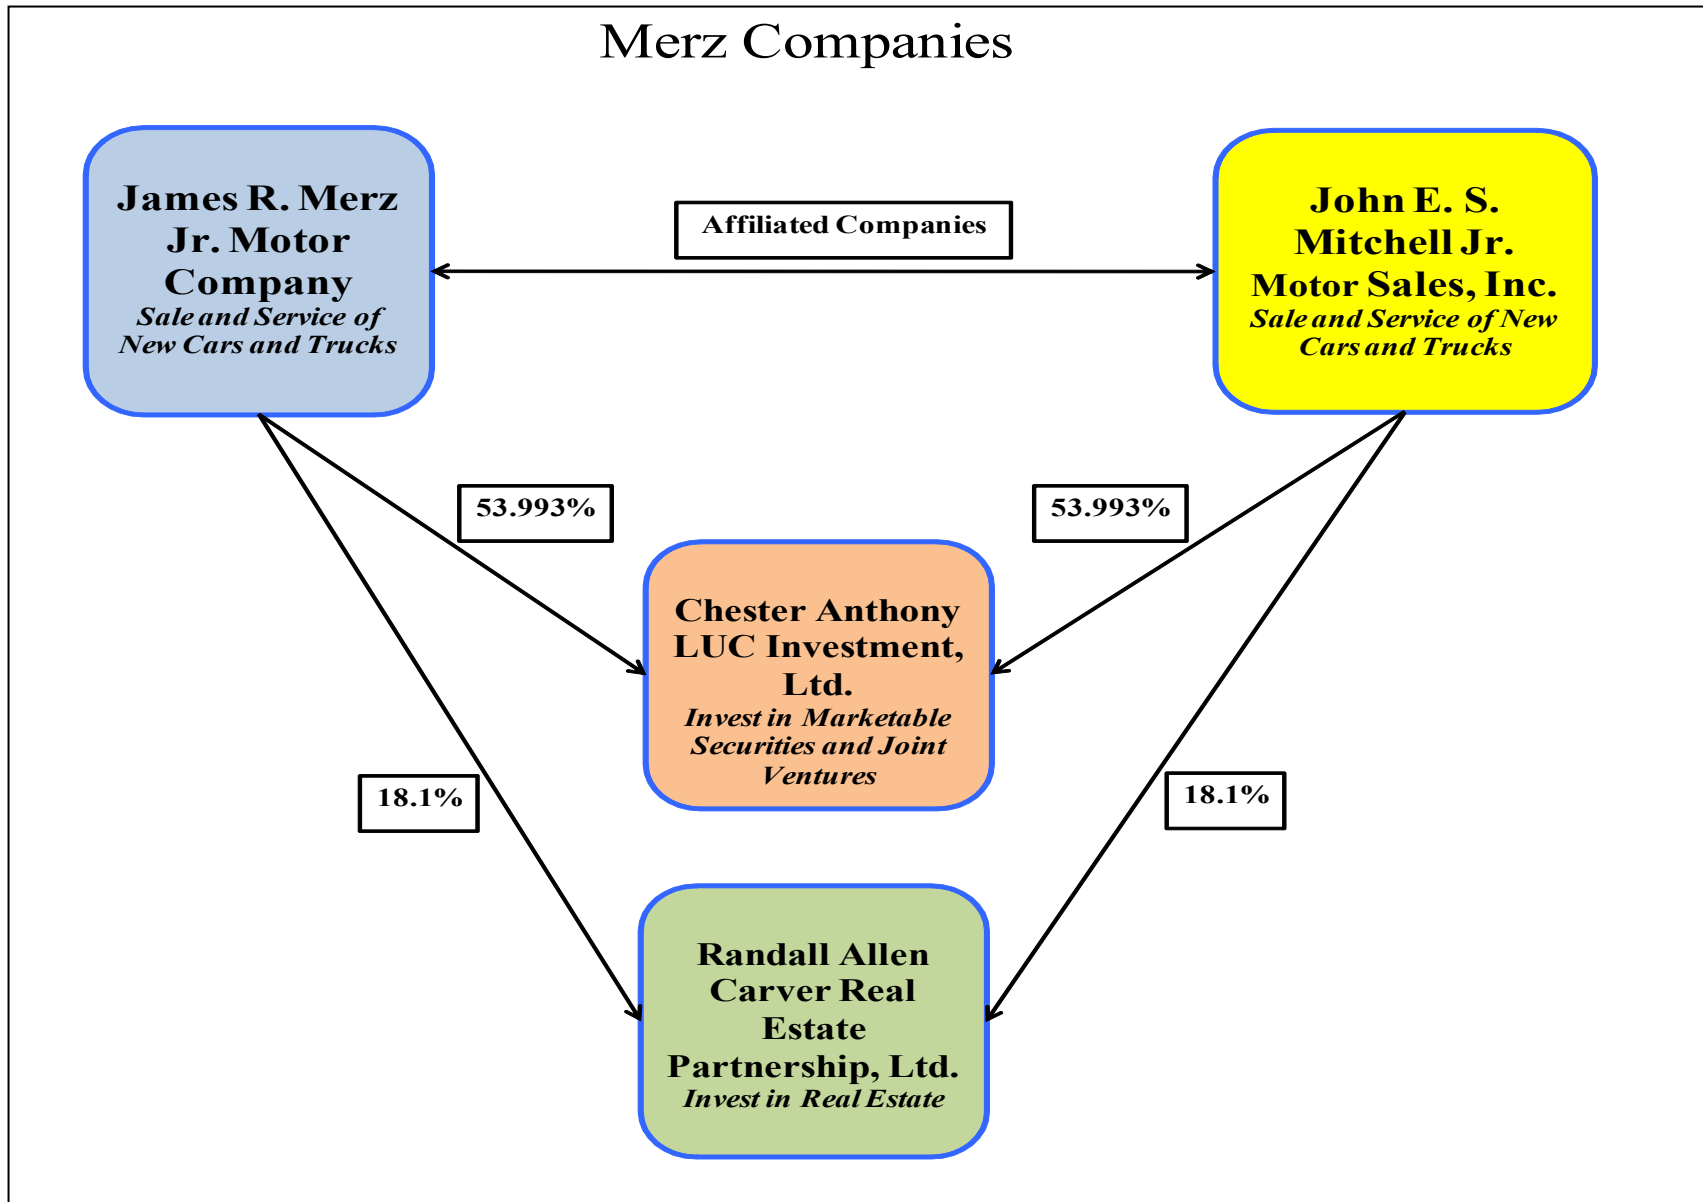 Merz Companies
James R. Merz
Jr. Motor
Company
Sale and Service of
New Cars and Trucks
Affiliated Companies
John E. S.
Mitchell Jr.
Motor Sales, Inc.
Sale and Service of New
Cars and Trucks
53.993%
53.993%
Chester Anthony
LUC Investment,
Ltd.
Invest in Marketable
Securities and Joint
Ventures
18.1%
18.1%
Randall Allen
Carver Real
Estate
Partnership, Ltd.
Invest in Real Estate